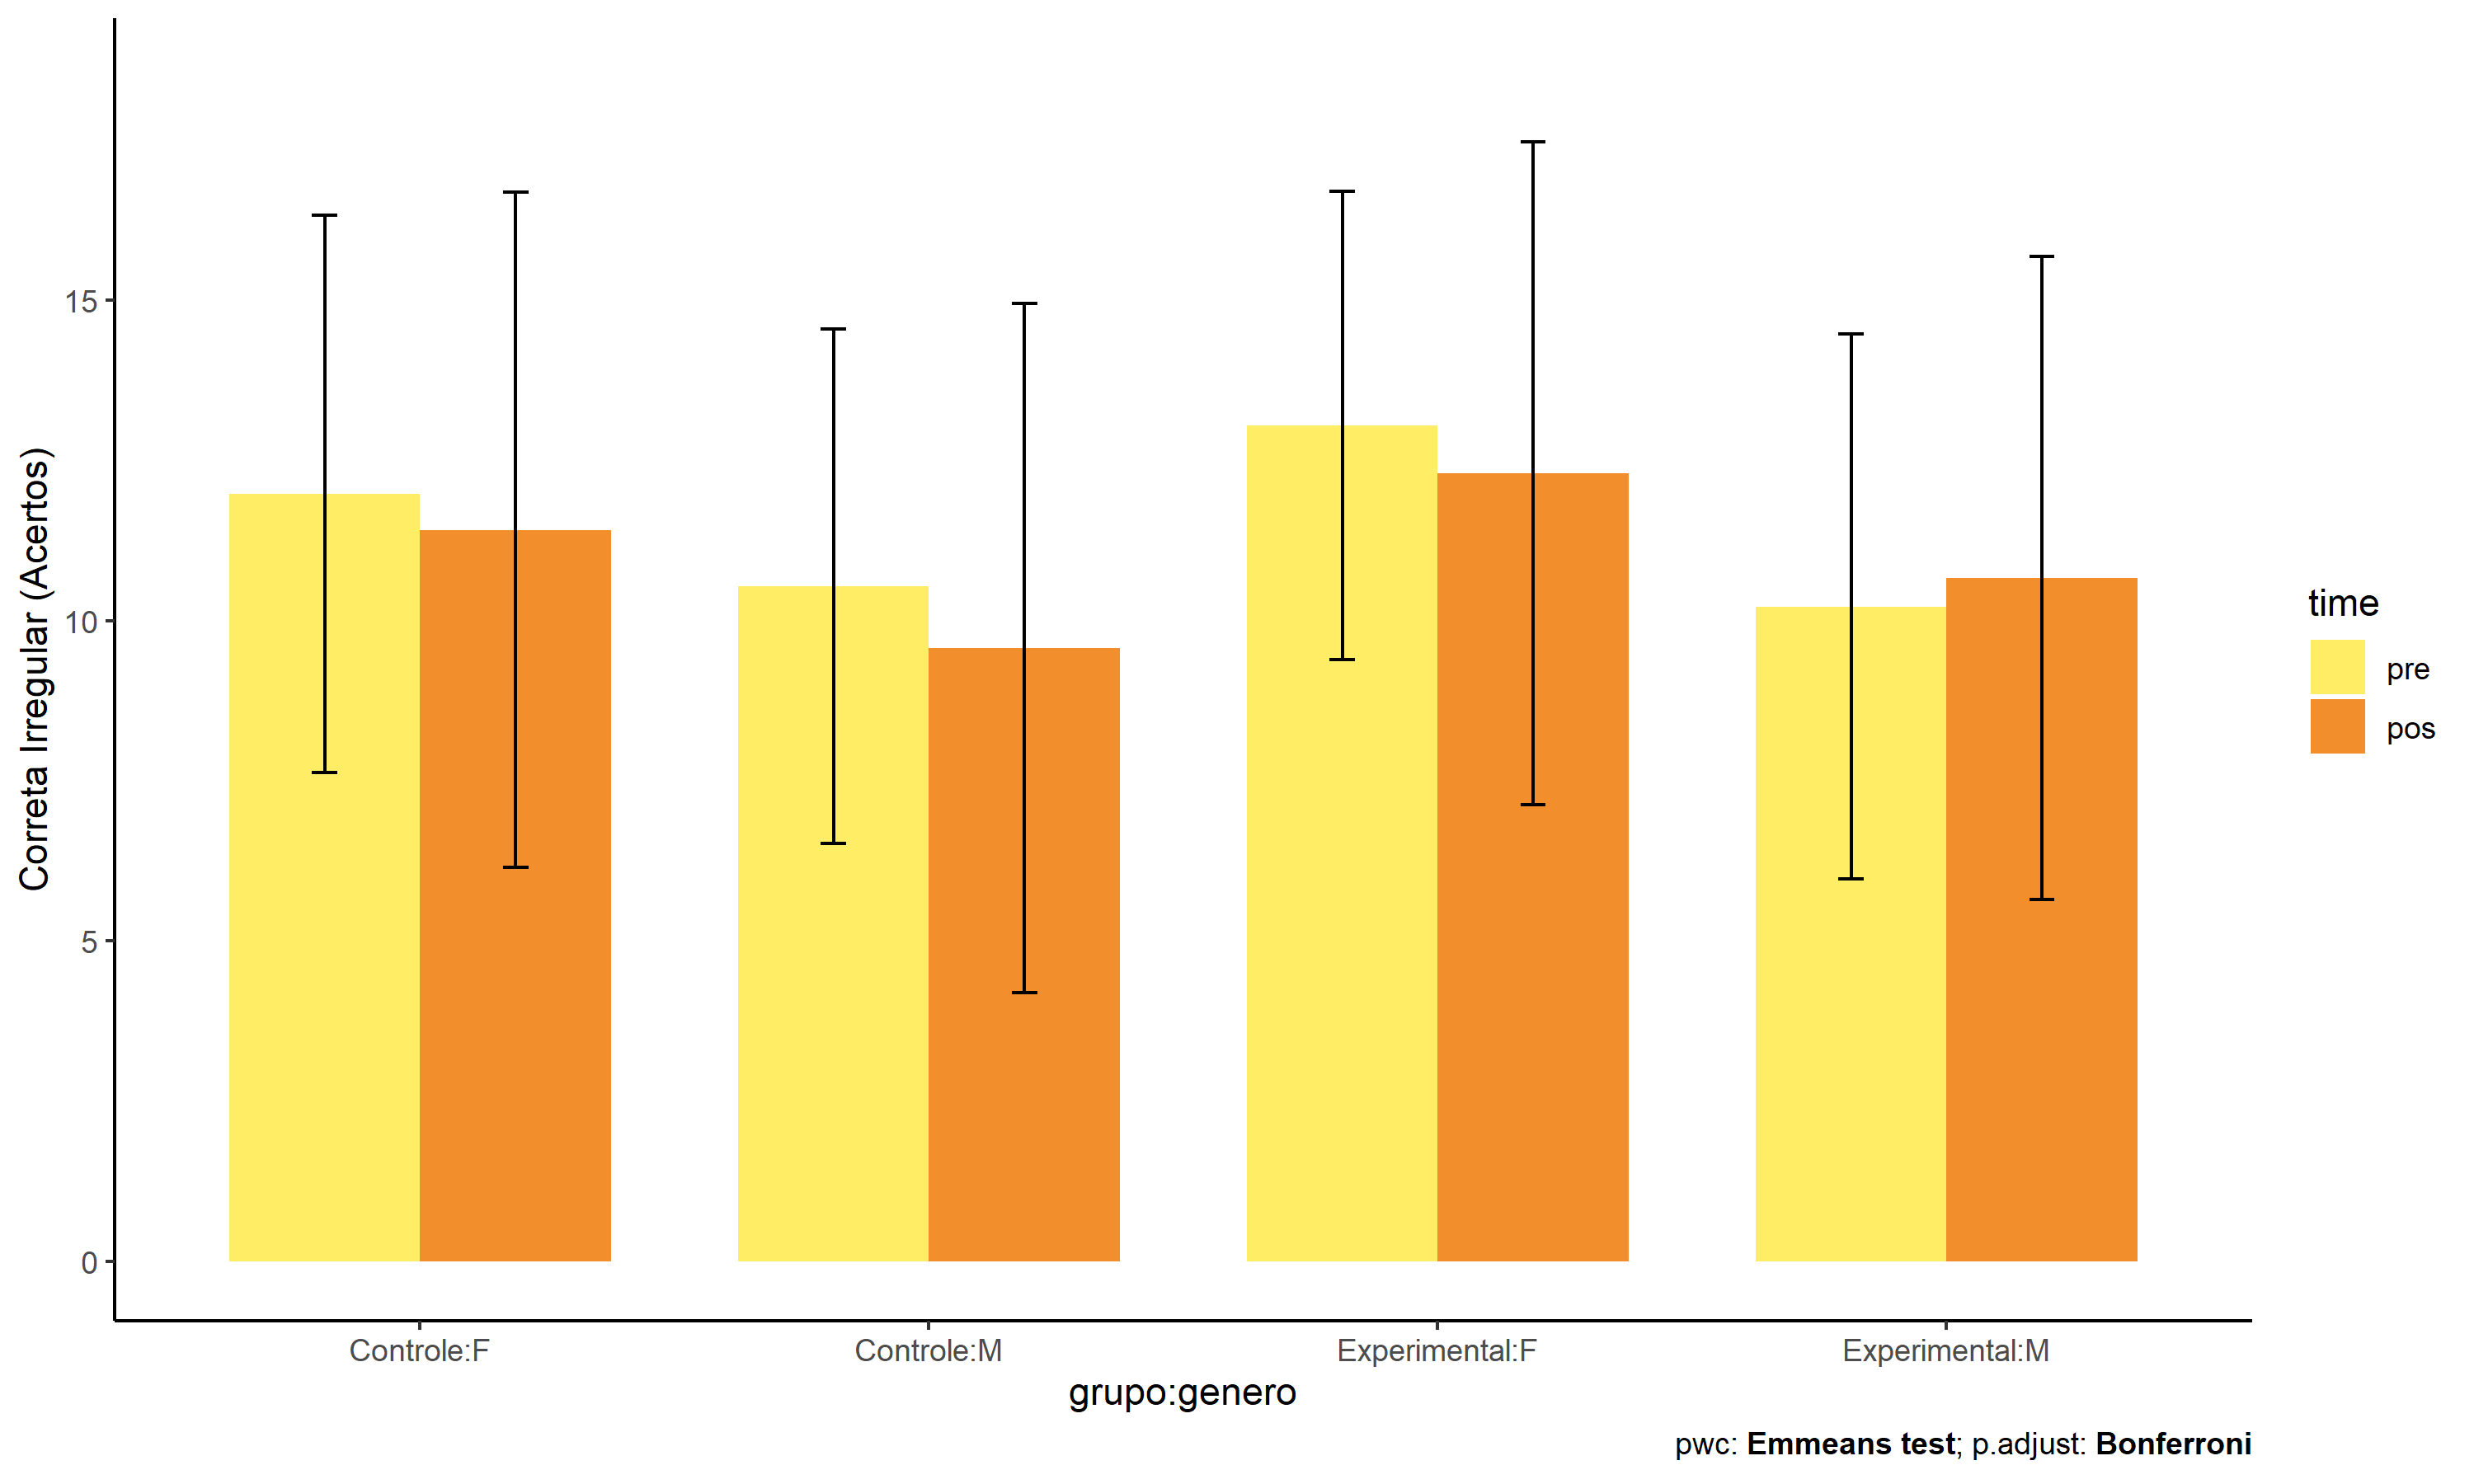 Correta Irregular (Acertos)
15
10
5
0
Controle:F
Controle:M
Experimental:F
Experimental:M
grupo:genero
time
pre
pos
pwc: Emmeans test; p.adjust: Bonferroni